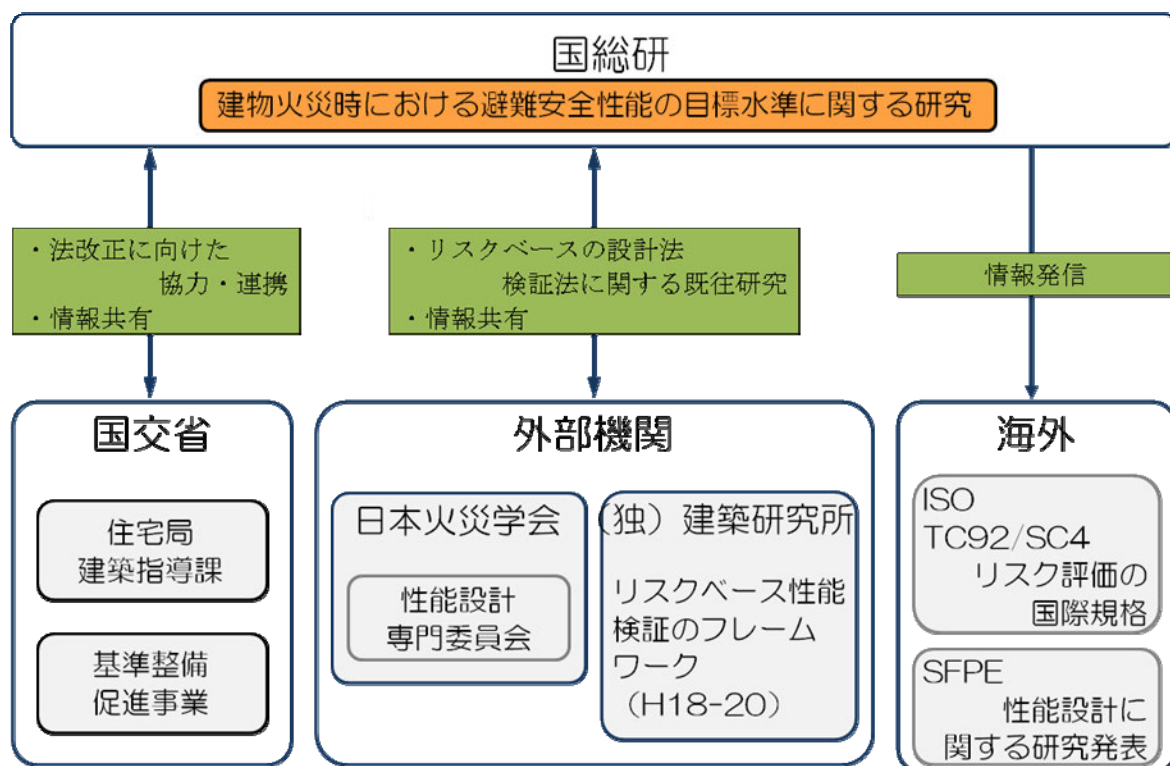 国総研
建物火災時における避難安全性能の目標水準に関する研究
・法改正に向けた
協力・連携
・情報共有
・リスクベースの設計法
検証法に関する既往研究
・情報共有
情報発信
国交省
住宅局
建築指導課
基準整備
促進事業
外部機関
日本火災学会
性能設計
専門委員会
（独）建築研究所
リスクベース性能
検証のフレーム
ワーク
（H18-20）
海外
ISO
TC92/SC4
リスク評価の
国際規格
SFPE
性能設計に
関する研究発表